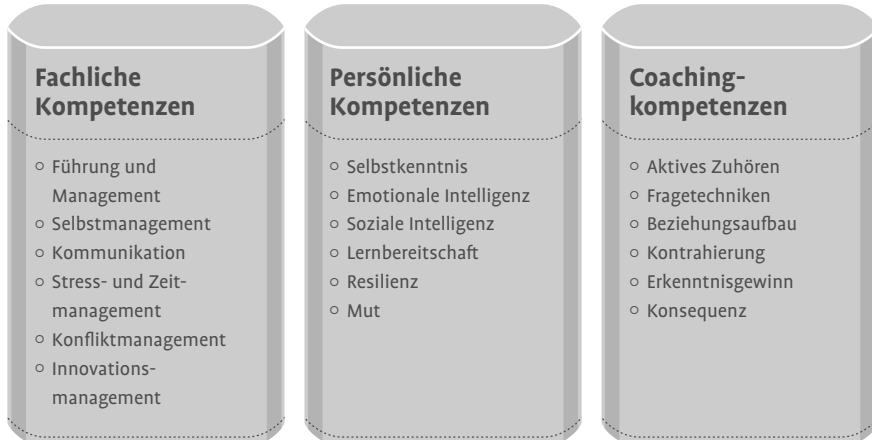 Fachliche
Kompetenzen
○ Führung und
Management
○ Selbstmanagement
○ Kommunikation
○ Stress- und Zeit-
management
○ Konfliktmanagement
○ Innovations-
management
Persönliche
Kompetenzen
○ Selbstkenntnis
○ Emotionale Intelligenz
○ Soziale Intelligenz
○ Lernbereitschaft
○ Resilienz
○ Mut
Coaching-
kompetenzen
○ Aktives Zuhören
○ Fragetechniken
○ Beziehungsaufbau
○ Kontrahierung
○ Erkenntnisgewinn
○ Konsequenz